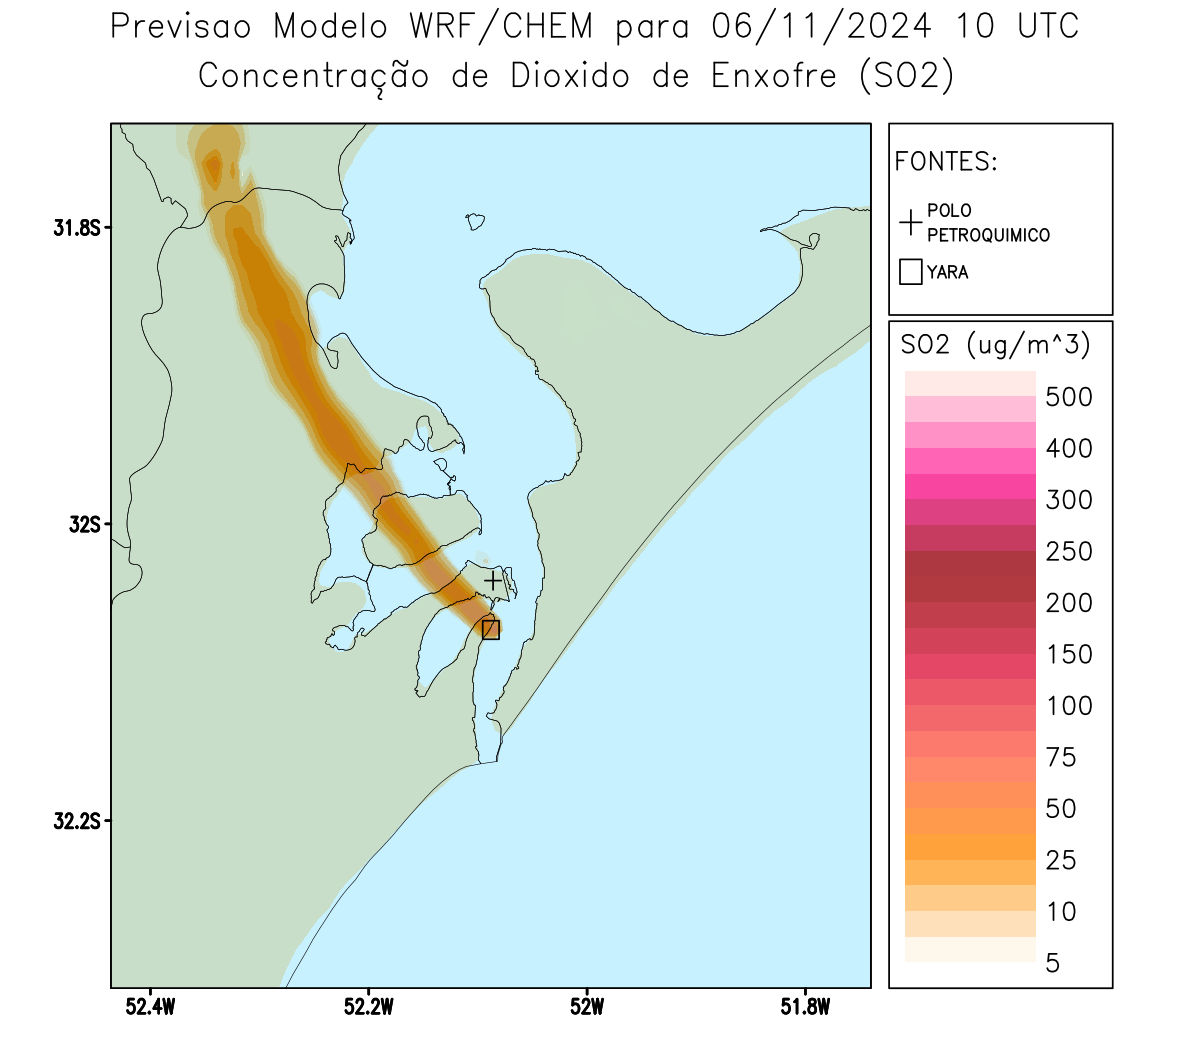 Previsao Modelo WRF/CHEM para 06/11/2024 10 UTC
Concentração de Dioxido de Enxofre (SO2)
FONTES:
POLO
PETROQUIMICO
YARA
SO2 (ug/m^3)
500
400
300
250
200
150
100
75
50
25
10
5
31.8S
32S
32.2S
52.4W
52.2W
52W
51.8W